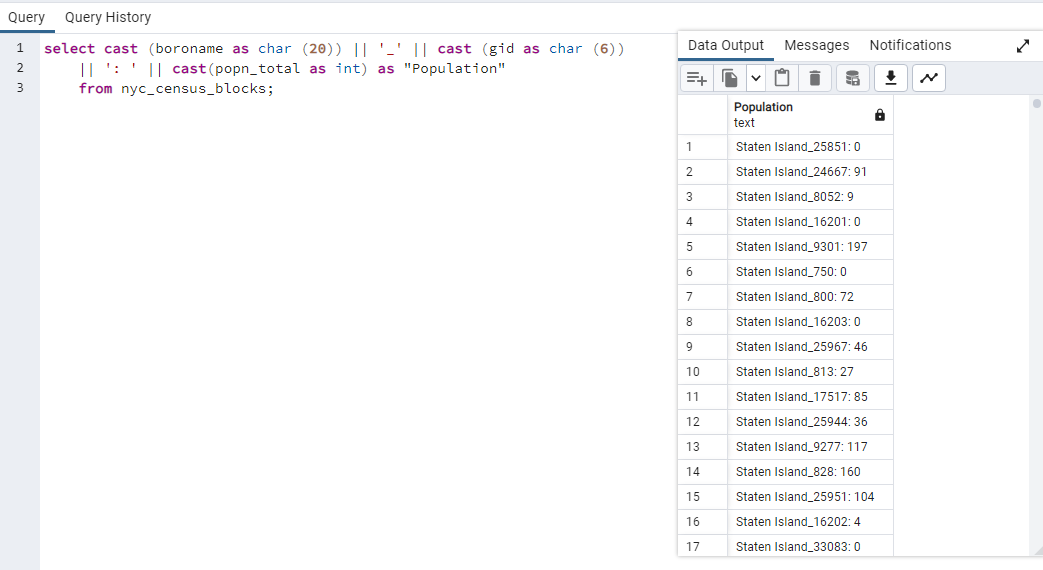 Query Query History
1 select cast (boroname as char (20)) || '_' || cast (gid as char (6))
2 || ': ' || cast(popn_total as int) as "Population"
3 from nyc_census_blocks;
Data Output Messages Notifications
Population
text
1 Staten Island_25851: 0
2 Staten Island_24667: 91
3 Staten Island_8052: 9
4 Staten Island_16201: 0
5 Staten Island_9301: 197
6 Staten Island_750: 0
7 Staten Island_800: 72
8 Staten Island_16203: 0
9 Staten Island_25967: 46
10 Staten Island_813: 27
11 Staten Island_17517: 85
12 Staten Island_25944: 36
13 Staten Island_9277: 117
14 Staten Island_828: 160
15 Staten Island_25951: 104
16 Staten Island_16202: 4
17 Staten Island_33083: 0